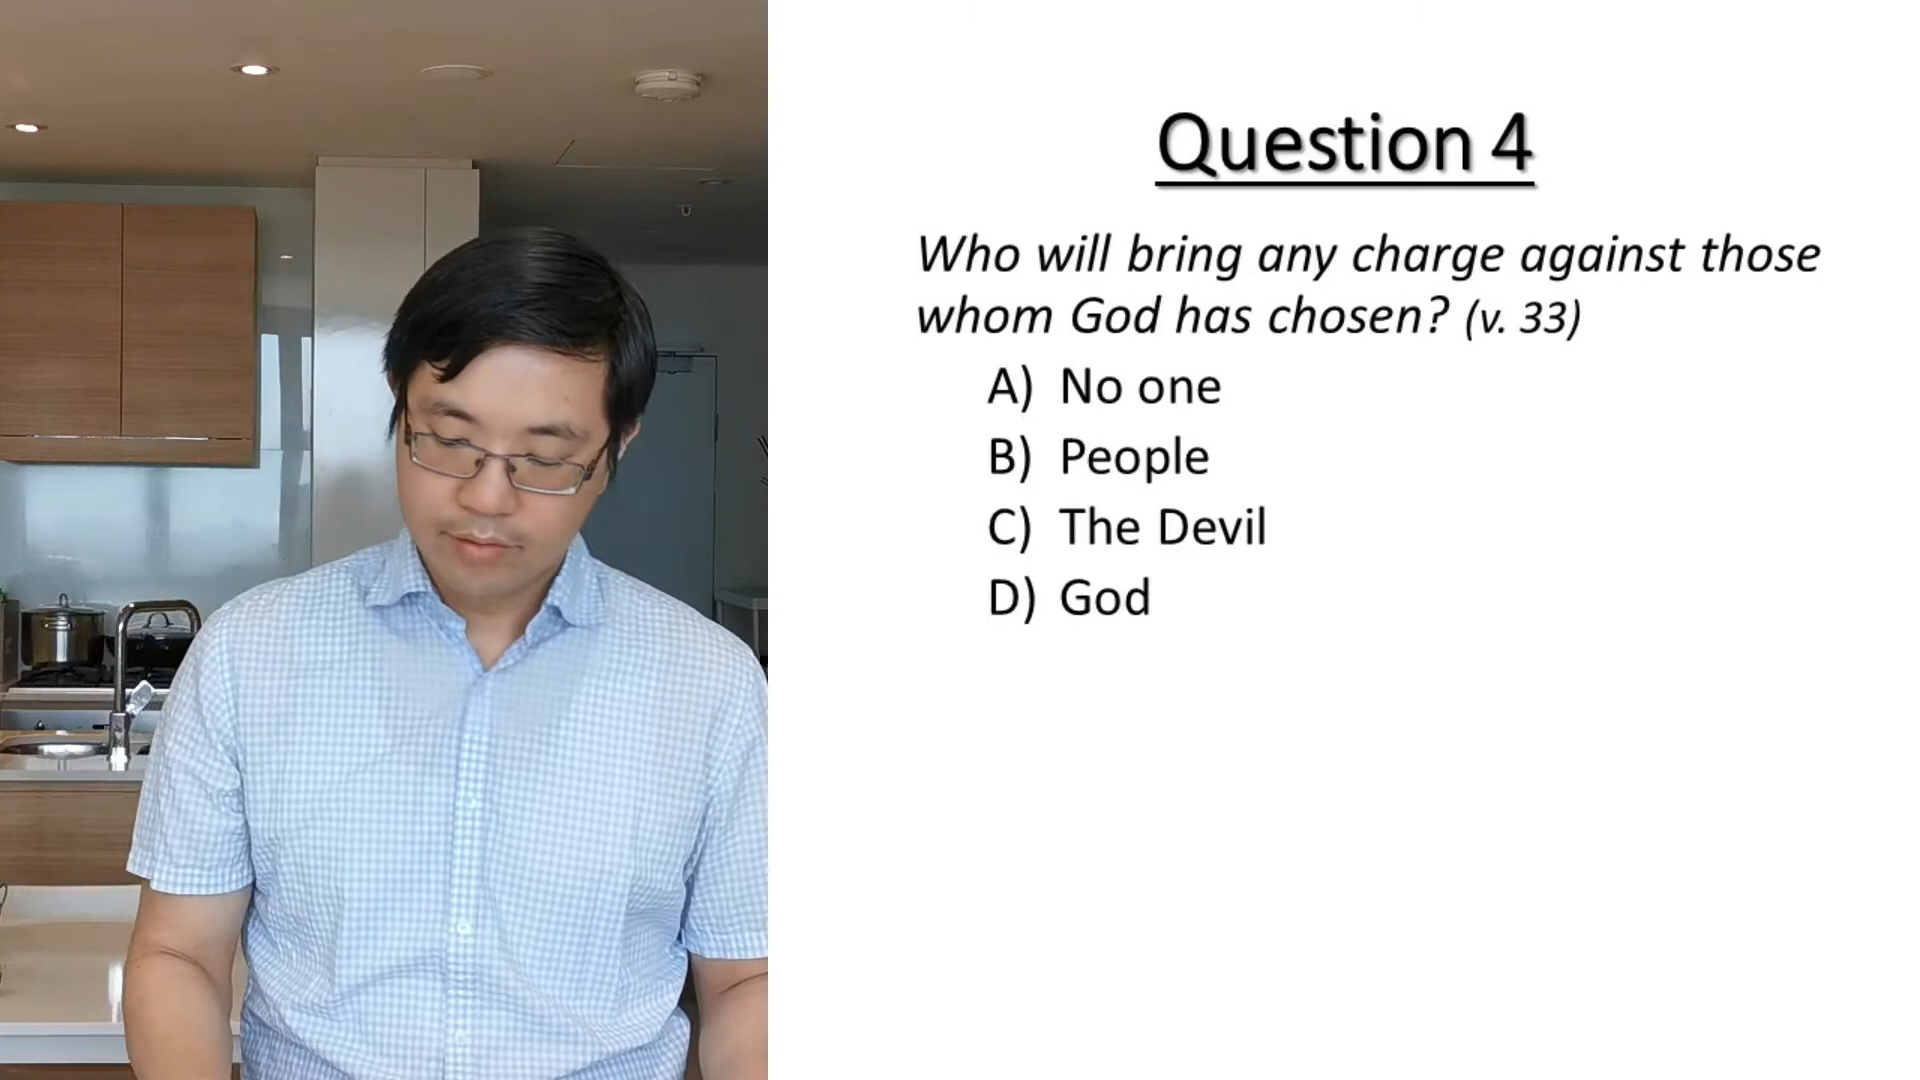 Question 4
Who will bring any charge against those
whom God has chosen? (v. 33)
A) No one
B) People
C) The Devil
D) God